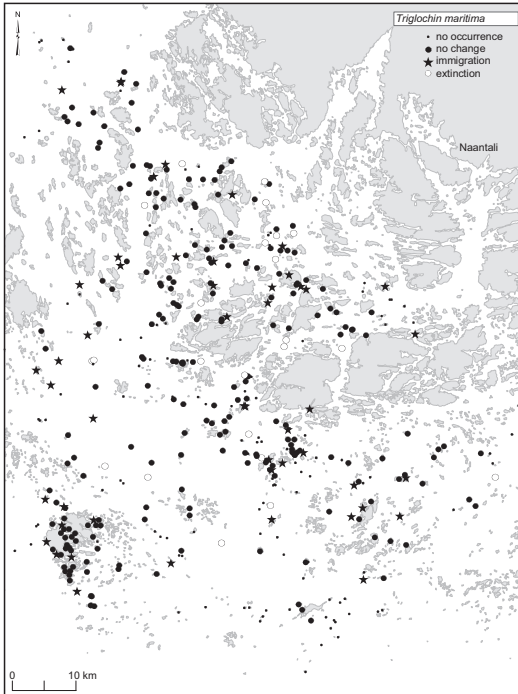 N
Triglochin maritima
no occurrence
no change
immigration
extinction
Naantali
0 10 km